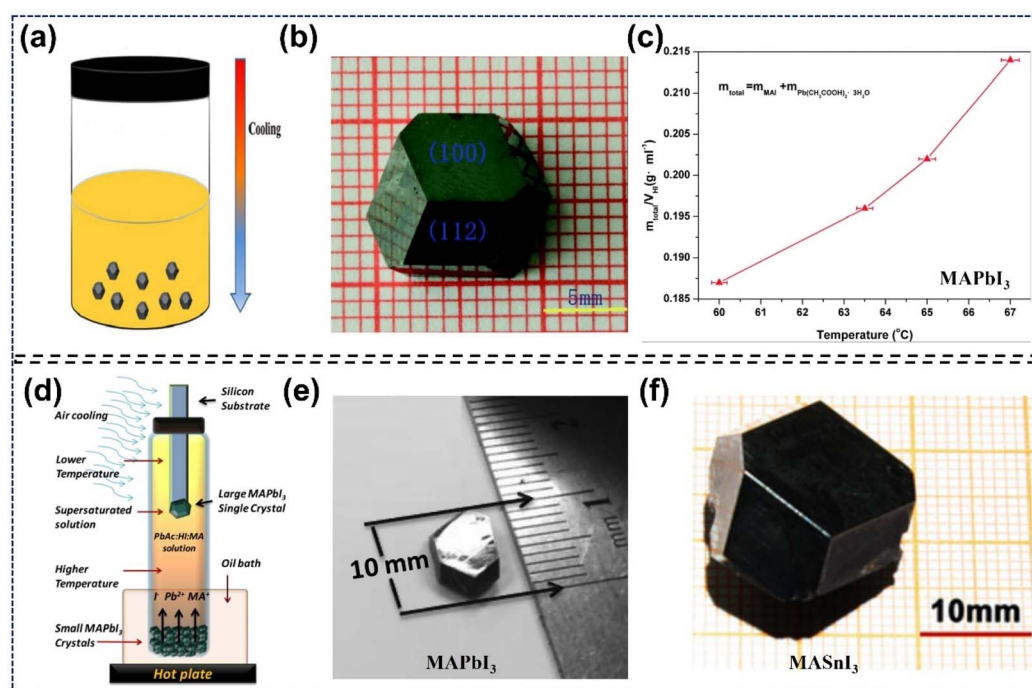 (a)
Cooling
(b)
(100)
(112)
5mm
(c)
0.215
0.210
0.205
0.200
0.195
0.190
0.185
m_total/V_HI(g· ml⁻¹)
m_total =m_MAI +m_Pb(CH₃COOH)₂· 3H₂O
MAPbI₃
60 61 62 63 64 65 66 67
Temperature (°C)
(d)
Air cooling
Silicon
Substrate
Lower
Temperature
Supersaturated
solution
Large MAPbI₃
Single Crystal
PbAc:HI:MA
solution
Higher
Temperature
Oil bath
I⁻ Pb²⁺ MA⁺
Small MAPbI₃
Crystals
Hot plate
(e)
10 mm
1
mm
MAPbI₃
(f)
10mm
MASnI₃